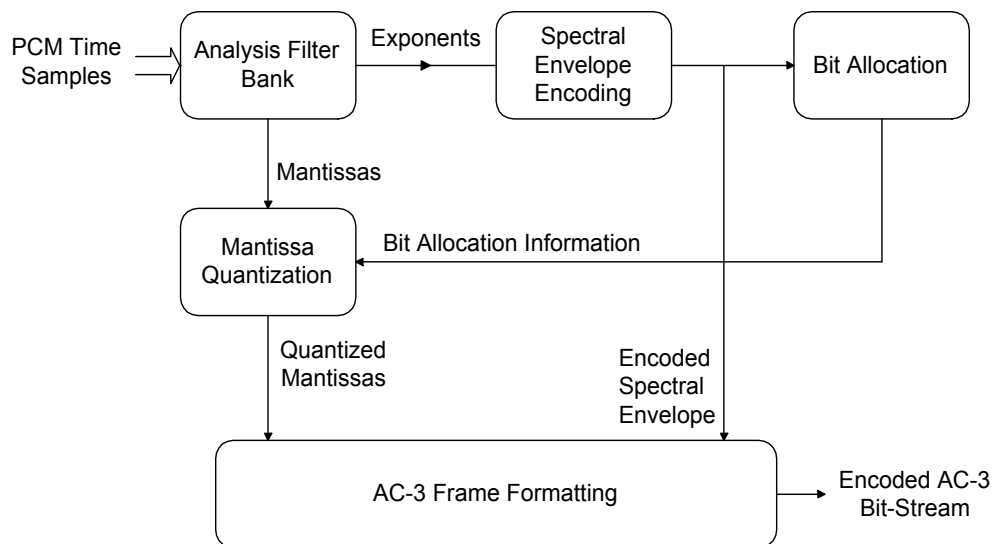 PCM Time
Samples
Analysis Filter
Bank
Exponents
Spectral
Envelope
Encoding
Bit Allocation
Mantissas
Mantissa
Quantization
Bit Allocation Information
Quantized
Mantissas
Encoded
Spectral
Envelope
AC-3 Frame Formatting
Encoded AC-3
Bit-Stream